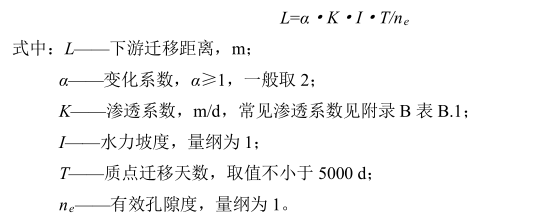 L=α·K·I·T/ne
式中：L——下游迁移距离，m；
α——变化系数，α≥1，一般取 2；
K——渗透系数，m/d，常见渗透系数见附录 B 表 B.1；
I——水力坡度，量纲为 1；
T——质点迁移天数，取值不小于 5000 d；
ne——有效孔隙度，量纲为 1。